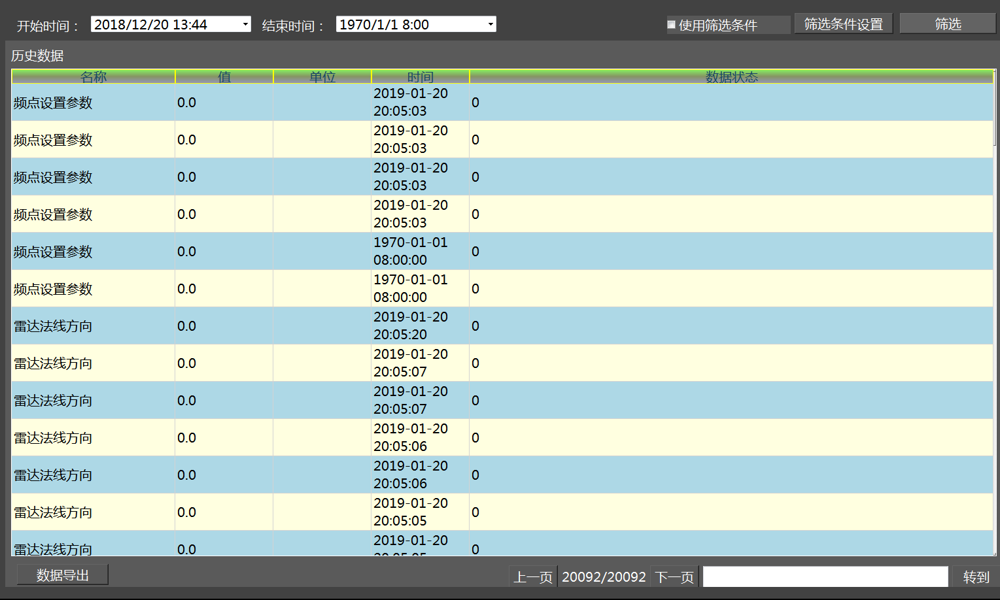 开始时间： 2018/12/20 13:44 结束时间： 1970/1/1 8:00 使用筛选条件 筛选条件设置 筛选
历史数据
名称 值 单位 时间 数据状态
频点设置参数 0.0 2019-01-20 0
20:05:03
频点设置参数 0.0 2019-01-20 0
20:05:03
频点设置参数 0.0 2019-01-20 0
20:05:03
频点设置参数 0.0 2019-01-20 0
20:05:03
频点设置参数 0.0 1970-01-01 0
08:00:00
频点设置参数 0.0 1970-01-01 0
08:00:00
雷达法线方向 0.0 2019-01-20 0
20:05:20
雷达法线方向 0.0 2019-01-20 0
20:05:07
雷达法线方向 0.0 2019-01-20 0
20:05:07
雷达法线方向 0.0 2019-01-20 0
20:05:06
雷达法线方向 0.0 2019-01-20 0
20:05:06
雷达法线方向 0.0 2019-01-20 0
20:05:05
雷达法线方向 0.0 2019-01-20 0
数据导出 上一页 20092/20092 下一页 转到